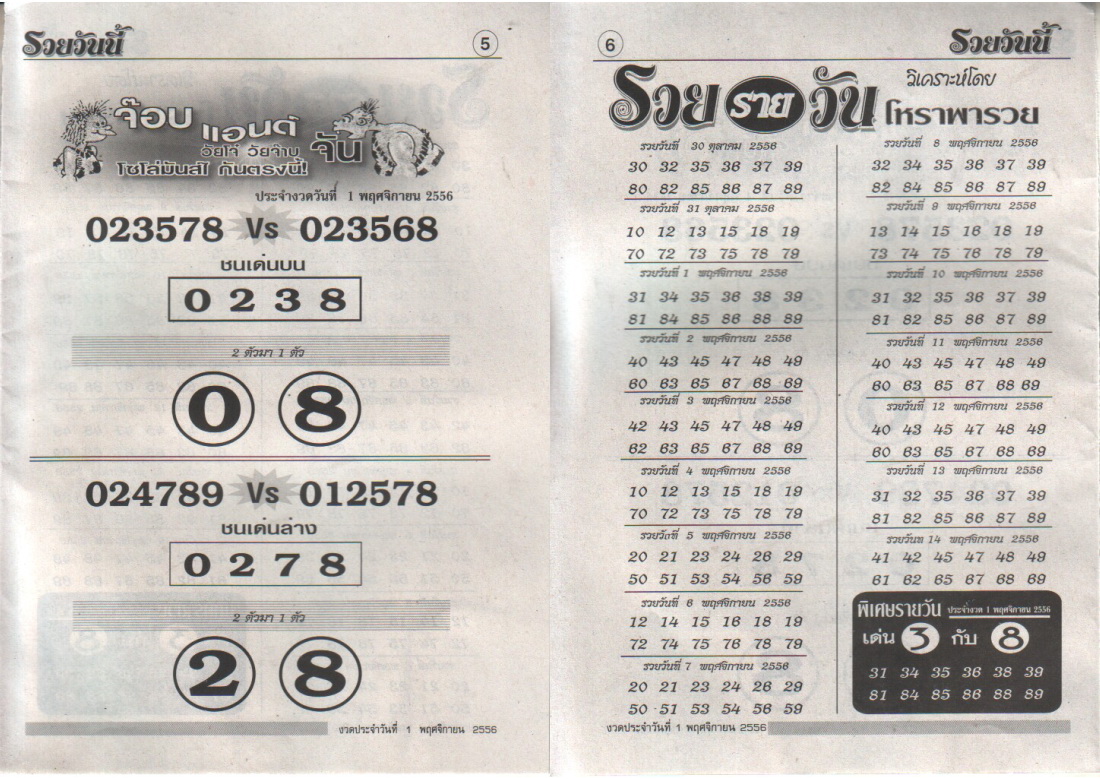 รวยวันนี้
5
จ๊อบ แอนด์ จัน
วัยโจ๋ วัยจ๊าบ
โชโล่มันส์ๆ กันตรงนี้!
ประจำงวดวันที่ 1 พฤศจิกายน 2556
023578 Vs 023568
ชนเด่นบน
0 2 3 8
2 ตัวมา 1 ตัว
0 8
024789 Vs 012578
ชนเด่นล่าง
0 2 7 8
2 ตัวมา 1 ตัว
2 8
งวดประจำวันที่ 1 พฤศจิกายน 2556
6
รวยวันนี้
รวย ราย วัน
วิเคราะห์โดย
โหราพารวย
รวยวันที่ 30 ตุลาคม 2556
30 32 35 36 37 39
80 82 85 86 87 89
รวยวันที่ 31 ตุลาคม 2556
10 12 13 15 18 19
70 72 73 75 78 79
รวยวันที่ 1 พฤศจิกายน 2556
31 34 35 36 38 39
81 84 85 86 88 89
รวยวันที่ 2 พฤศจิกายน 2556
40 43 45 47 48 49
60 63 65 67 68 69
รวยวันที่ 3 พฤศจิกายน 2556
42 43 45 47 48 49
62 63 65 67 68 69
รวยวันที่ 4 พฤศจิกายน 2556
10 12 13 15 18 19
70 72 73 75 78 79
รวยวันที่ 5 พฤศจิกายน 2556
20 21 23 24 26 29
50 51 53 54 56 59
รวยวันที่ 6 พฤศจิกายน 2556
12 14 15 16 18 19
72 74 75 76 78 79
รวยวันที่ 7 พฤศจิกายน 2556
20 21 23 24 26 29
50 51 53 54 56 59
รวยวันที่ 8 พฤศจิกายน 2556
32 34 35 36 37 39
82 84 85 86 87 89
รวยวันที่ 9 พฤศจิกายน 2556
13 14 15 16 18 19
73 74 75 76 78 79
รวยวันที่ 10 พฤศจิกายน 2556
31 32 35 36 37 39
81 82 85 86 87 89
รวยวันที่ 11 พฤศจิกายน 2556
40 43 45 47 48 49
60 63 65 67 68 69
รวยวันที่ 12 พฤศจิกายน 2556
40 43 45 47 48 49
60 63 65 67 68 69
รวยวันที่ 13 พฤศจิกายน 2556
31 32 35 36 37 39
81 82 85 86 87 89
รวยวันที่ 14 พฤศจิกายน 2556
41 42 45 47 48 49
61 62 65 67 68 69
พิเศษรายวัน ประจำงวด 1 พฤศจิกายน 2556
เด่น 3 กับ 8
31 34 35 36 38 39
81 84 85 86 88 89
งวดประจำวันที่ 1 พฤศจิกายน 2556